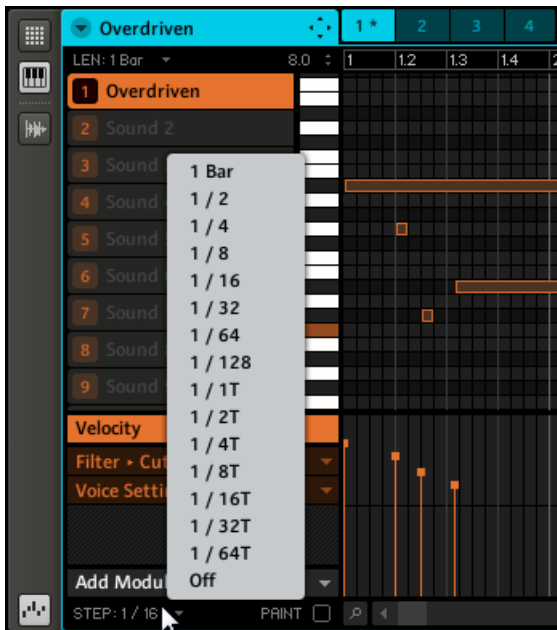 Overdriven
1 * 2 3 4
LEN: 1 Bar 8.0 1 1.2 1.3 1.4 2
1 Overdriven
2 Sound 2
3 Sound
4 Sound
5 Sound
6 Sound
7 Sound
8 Sound
9 Sound
1 Bar
1 / 2
1 / 4
1 / 8
1 / 16
1 / 32
1 / 64
1 / 128
1 / 1T
1 / 2T
1 / 4T
1 / 8T
1 / 16T
1 / 32T
1 / 64T
Off
Velocity
Filter ▸ Cut
Voice Setti
Add Modul
STEP: 1 / 16 PAINT